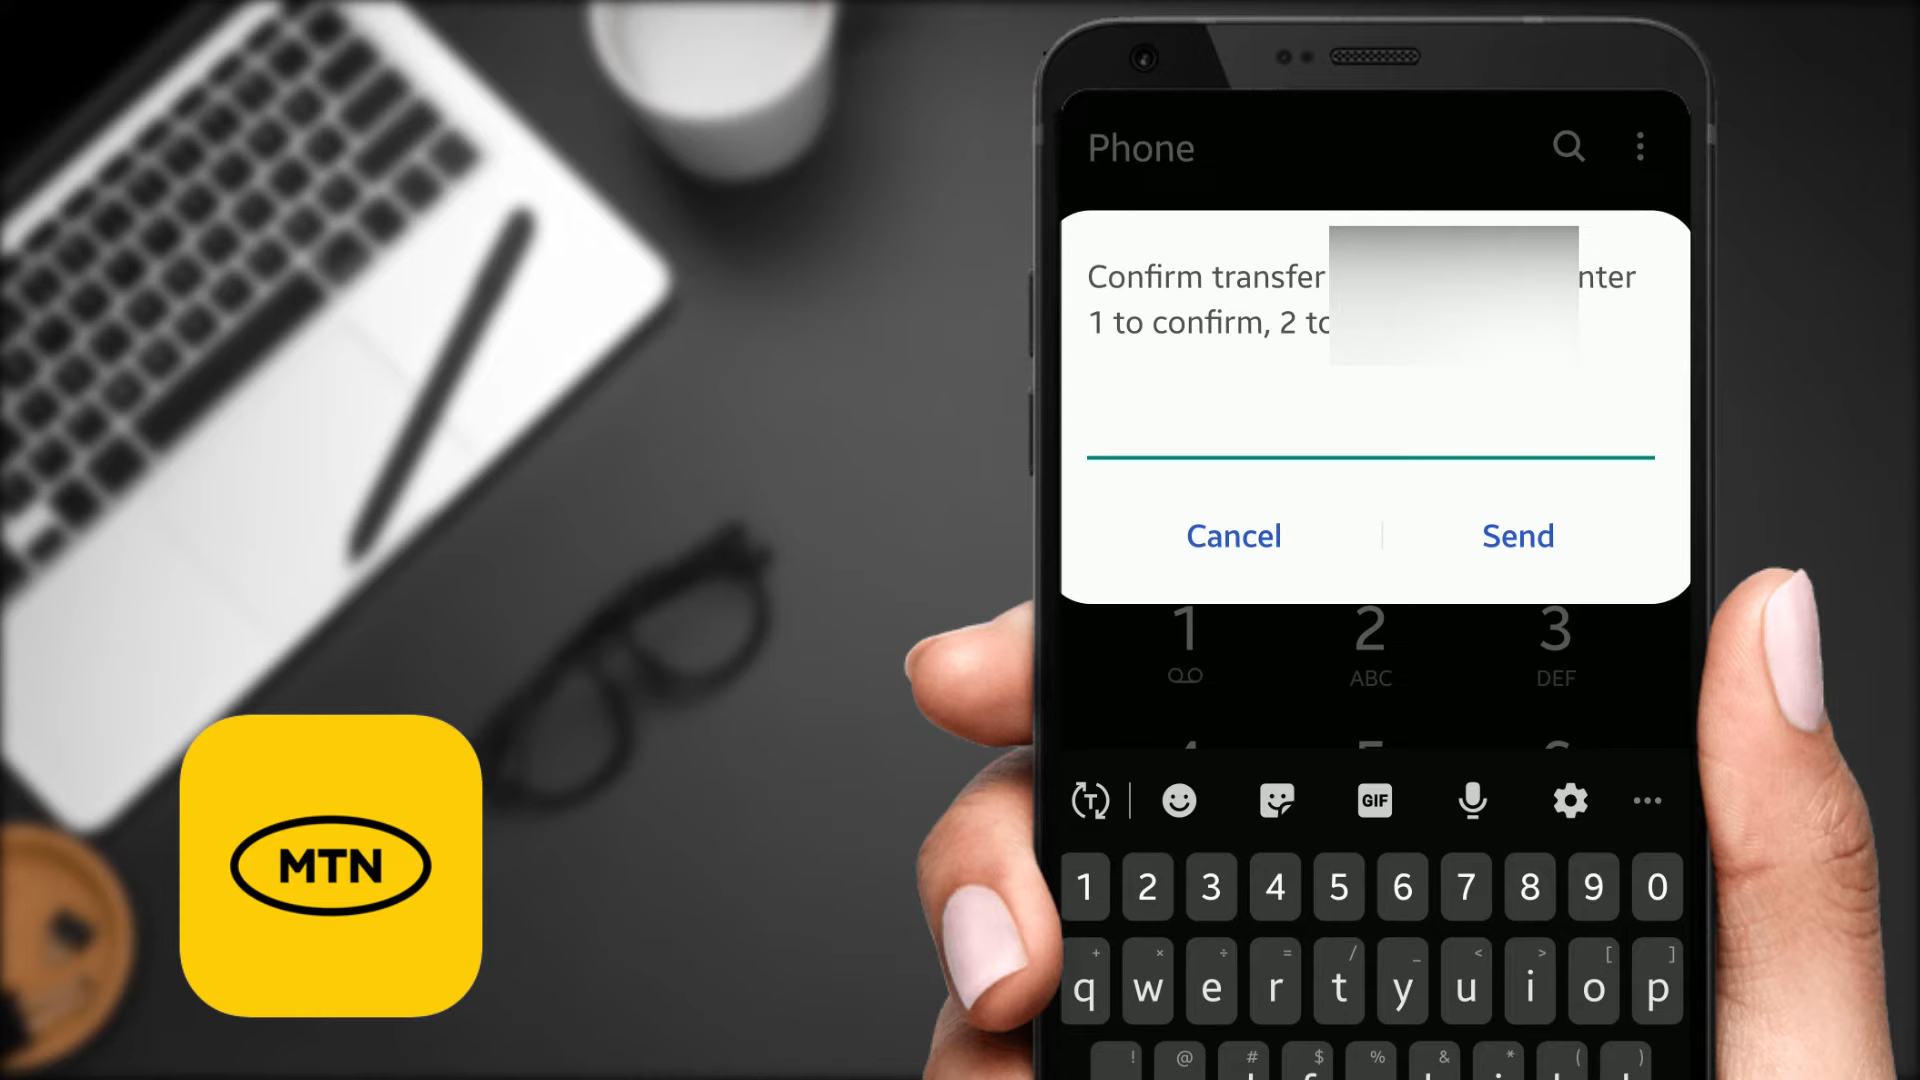 Phone
Confirm transfer nter
1 to confirm, 2 to
Cancel
Send
1 2 3
ABC DEF
GIF
1 2 3 4 5 6 7 8 9 0
+ × ÷ = / _ < > [ ]
q w e r t y u i o p
! @ # $ % & * ( )
MTN